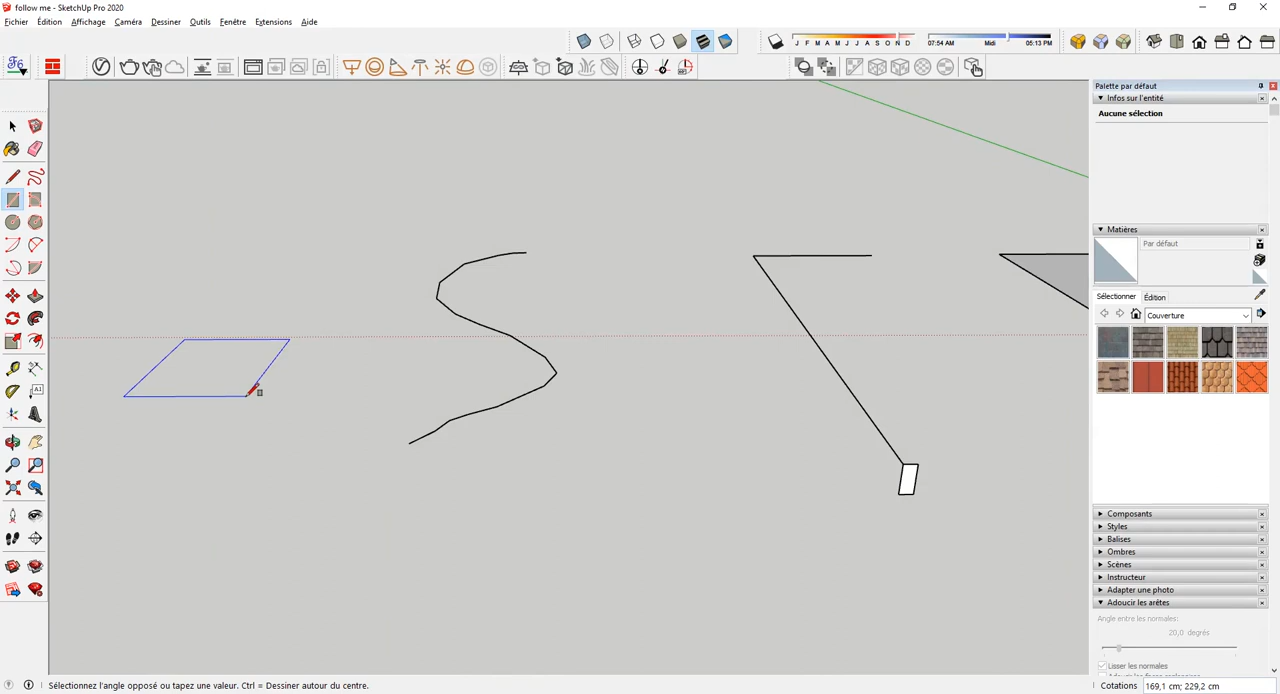 follow me - SketchUp Pro 2020
Fichier Édition Affichage Caméra Dessiner Outils Fenêtre Extensions Aide
J F M A M J J A S O N D 07:54 AM Midi 05:13 PM
Palette par défaut
Infos sur l'entité
Aucune sélection
Matières
Par défaut
Sélectionner Édition
Couverture
A1
Composants
Styles
Balises
Ombres
Scènes
Instructeur
Adapter une photo
Adoucir les arêtes
Angle entre les normales:
20,0 degrés
Lisser les normales
Sélectionnez l'angle opposé ou tapez une valeur. Ctrl = Dessiner autour du centre.
Cotations 169,1 cm; 229,2 cm